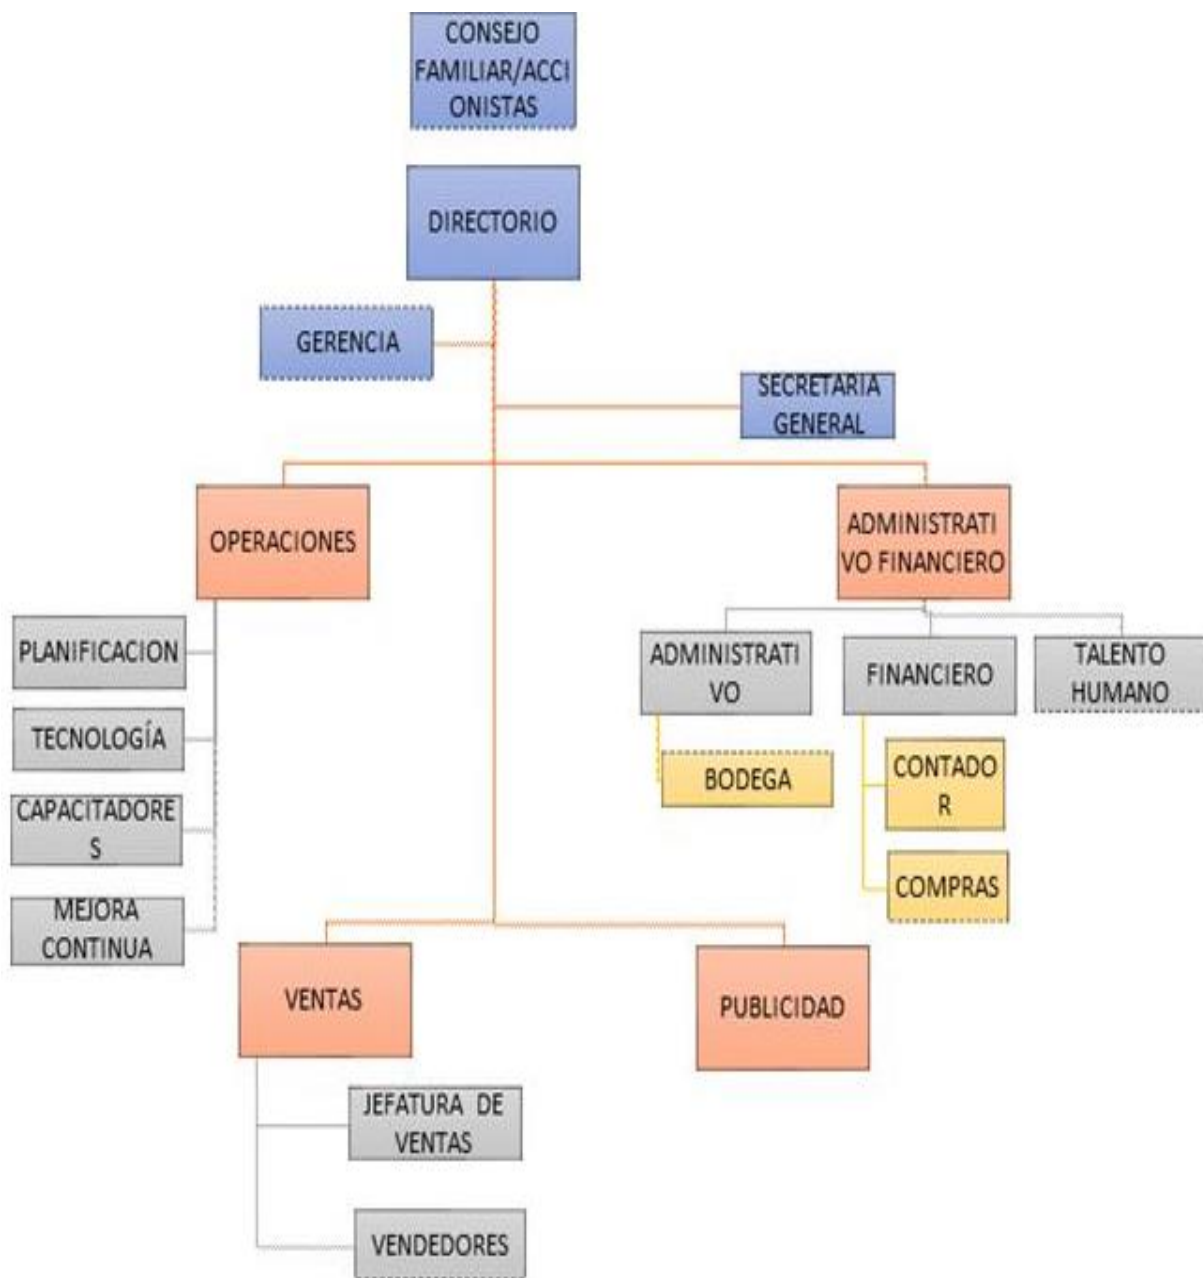 CONSEJO
FAMILIAR/ACCI
ONISTAS
DIRECTORIO
GERENCIA
SECRETARIA
GENERAL
OPERACIONES
ADMINISTRATI
VO FINANCIERO
PLANIFICACION
TECNOLOGÍA
CAPACITADORE
S
MEJORA
CONTINUA
ADMINISTRATI
VO
FINANCIERO
TALENTO
HUMANO
BODEGA
CONTADO
R
COMPRAS
VENTAS
PUBLICIDAD
JEFATURA DE
VENTAS
VENDEDORES